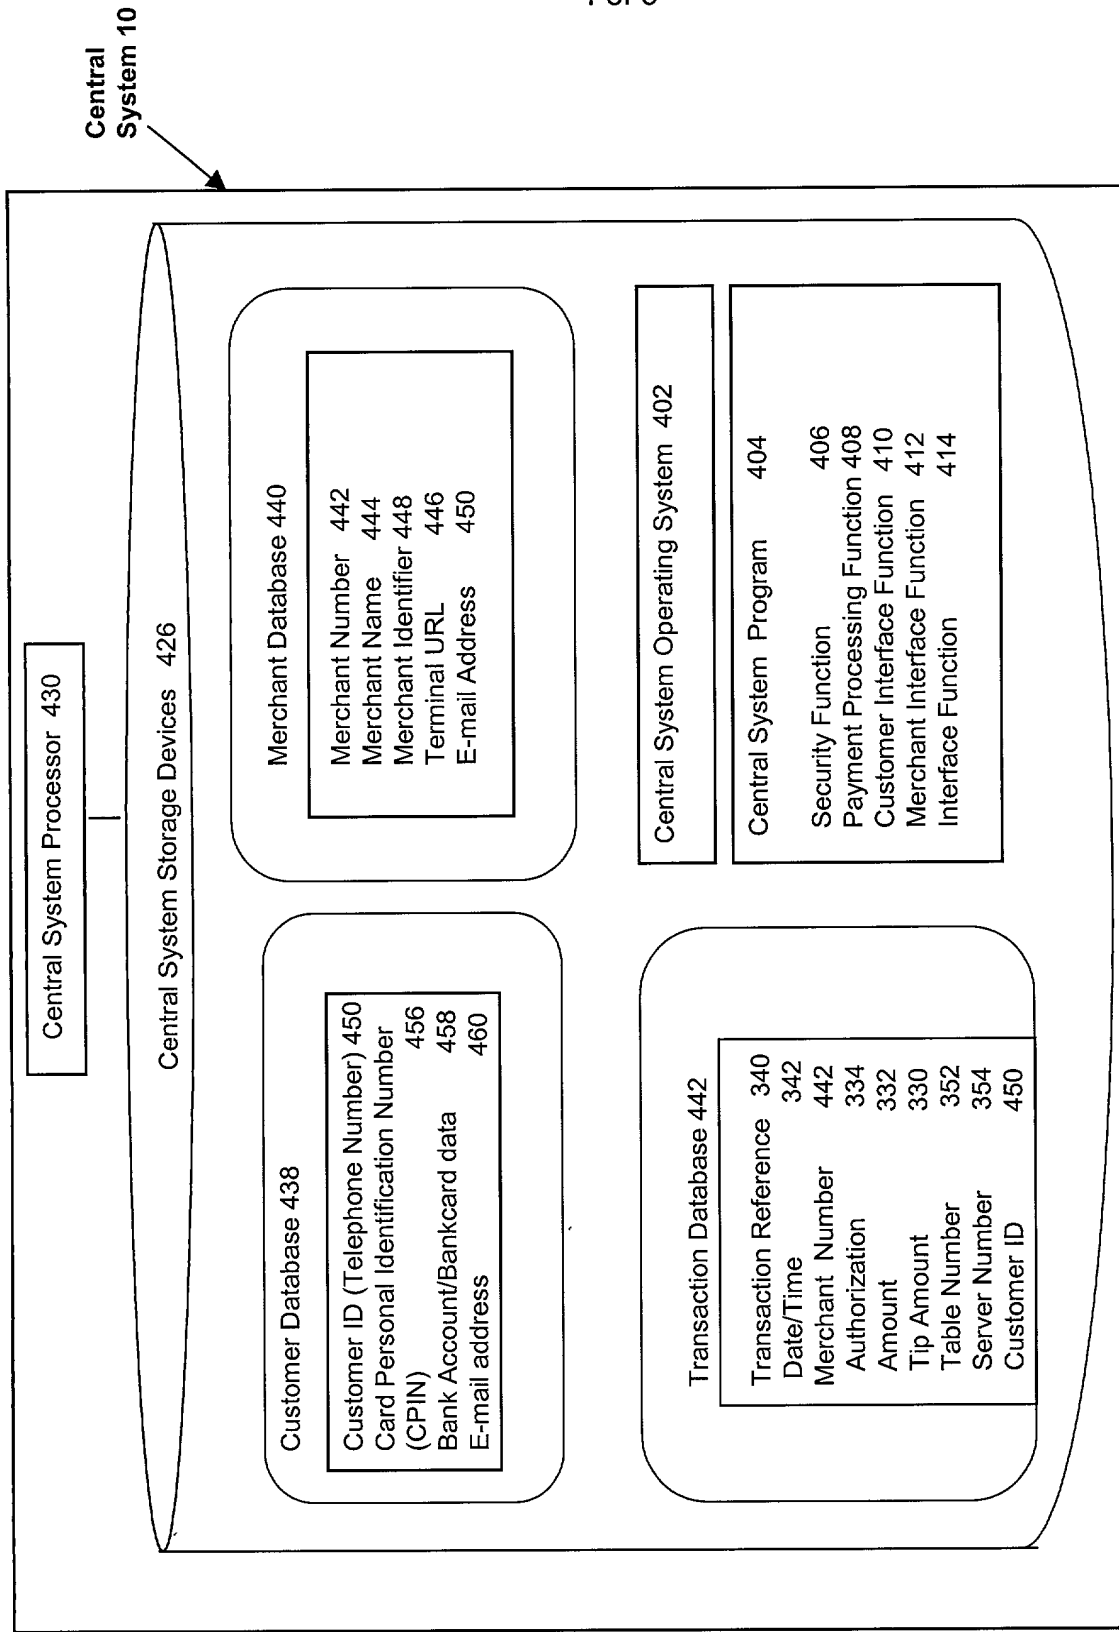 Central
System 10
Central System Processor 430
Central System Storage Devices 426
Customer Database 438
Customer ID (Telephone Number) 450
Card Personal Identification Number
(CPIN) 456
Bank Account/Bankcard data 458
E-mail address 460
Merchant Database 440
Merchant Number 442
Merchant Name 444
Merchant Identifier 448
Terminal URL 446
E-mail Address 450
Transaction Database 442
Transaction Reference 340
Date/Time 342
Merchant Number 442
Authorization 334
Amount 332
Tip Amount 330
Table Number 352
Server Number 354
Customer ID 450
Central System Operating System 402
Central System Program 404
Security Function 406
Payment Processing Function 408
Customer Interface Function 410
Merchant Interface Function 412
Interface Function 414